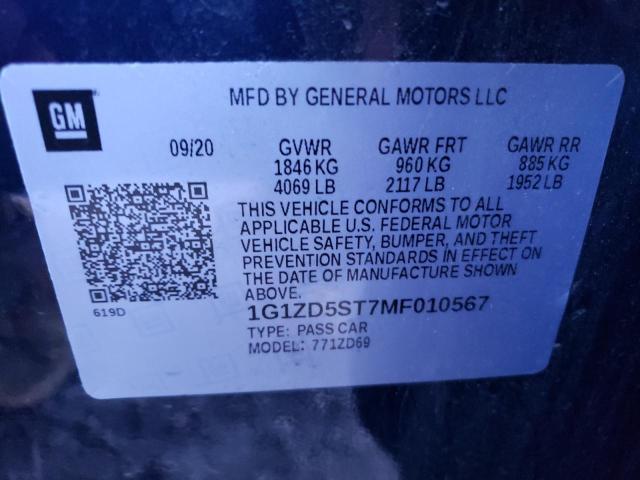 GM
MFD BY GENERAL MOTORS LLC
09/20 GVWR GAWR FRT GAWR RR
1846 KG 960 KG 885 KG
4069 LB 2117 LB 1952 LB
THIS VEHICLE CONFORMS TO ALL
APPLICABLE U.S. FEDERAL MOTOR
VEHICLE SAFETY, BUMPER, AND THEFT
PREVENTION STANDARDS IN EFFECT ON
THE DATE OF MANUFACTURE SHOWN
ABOVE.
619D
1G1ZD5ST7MF010567
TYPE: PASS CAR
MODEL: 771ZD69